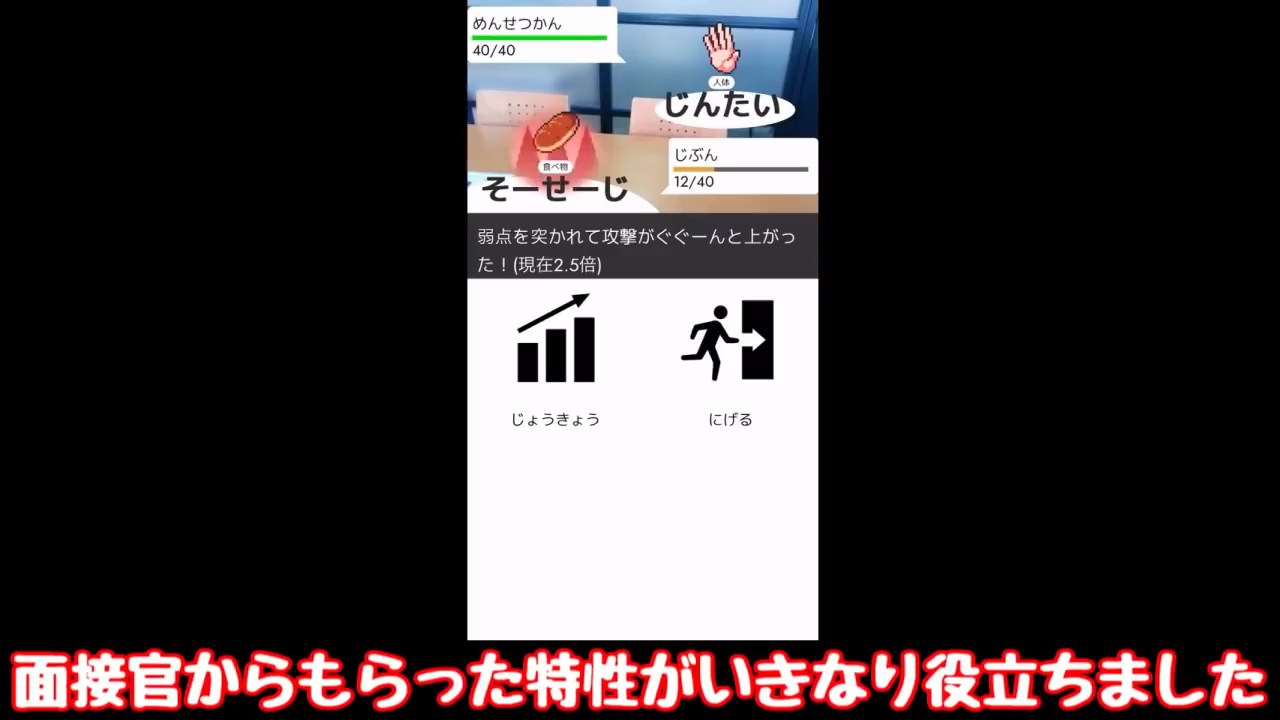 めんせつかん
40/40
人体
じんたい
食べ物
そーせーじ
じぶん
12/40
弱点を突かれて攻撃がぐぐーんと上がっ
た！(現在2.5倍)
じょうきょう
にげる
面接官からもらった特性がいきなり役立ちました